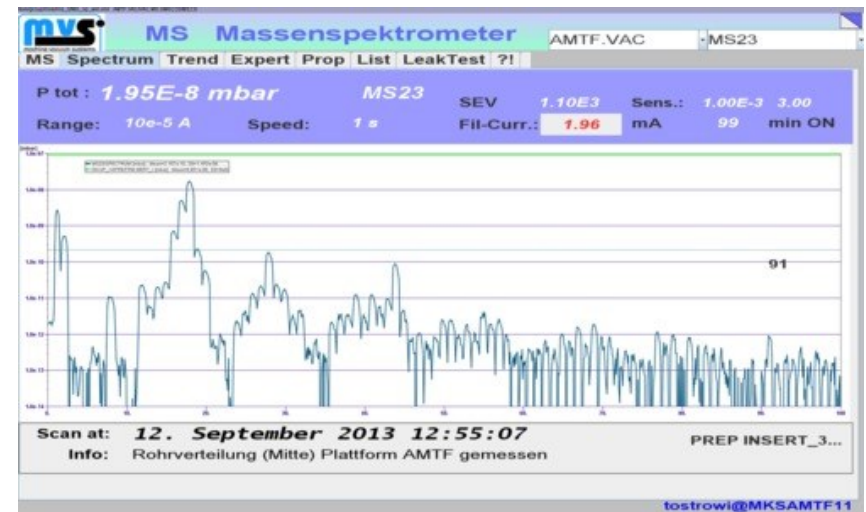 mvs
MS Massenspektrometer AMTF.VAC -MS23
MS Spectrum Trend Expert Prop List LeakTest ?!
P tot : 1.95E-8 mbar MS23 SEV 1.10E3 Sens.: 1.00E-3 3.00
Range: 10e-5 A Speed: 1 s Fil-Curr.: 1.96 mA 99 min ON
91
Scan at: 12. September 2013 12:55:07
PREP INSERT_3...
Info: Rohrverteilung (Mitte) Plattform AMTF gemessen
tostrowi@MKSAMTF11